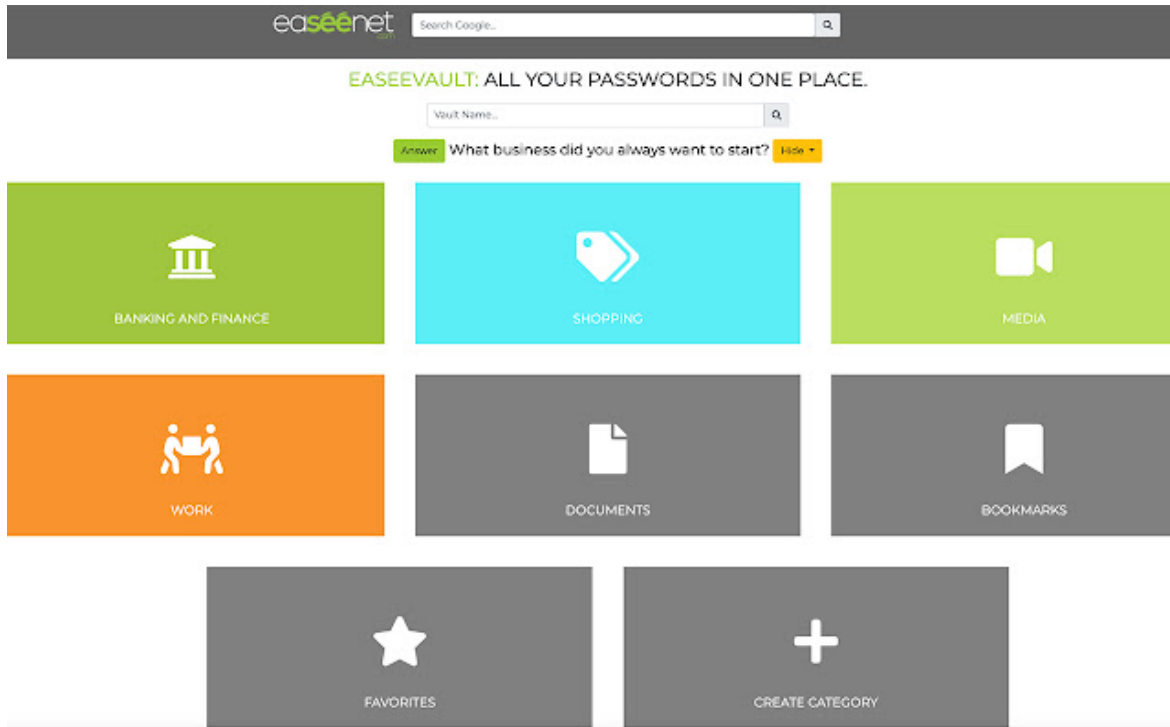 easéénet
.com
Search Google...
EASEEVAULT: ALL YOUR PASSWORDS IN ONE PLACE.
Vault Name...
Answer What business did you always want to start? Hide
BANKING AND FINANCE
SHOPPING
MEDIA
WORK
DOCUMENTS
BOOKMARKS
FAVORITES
CREATE CATEGORY